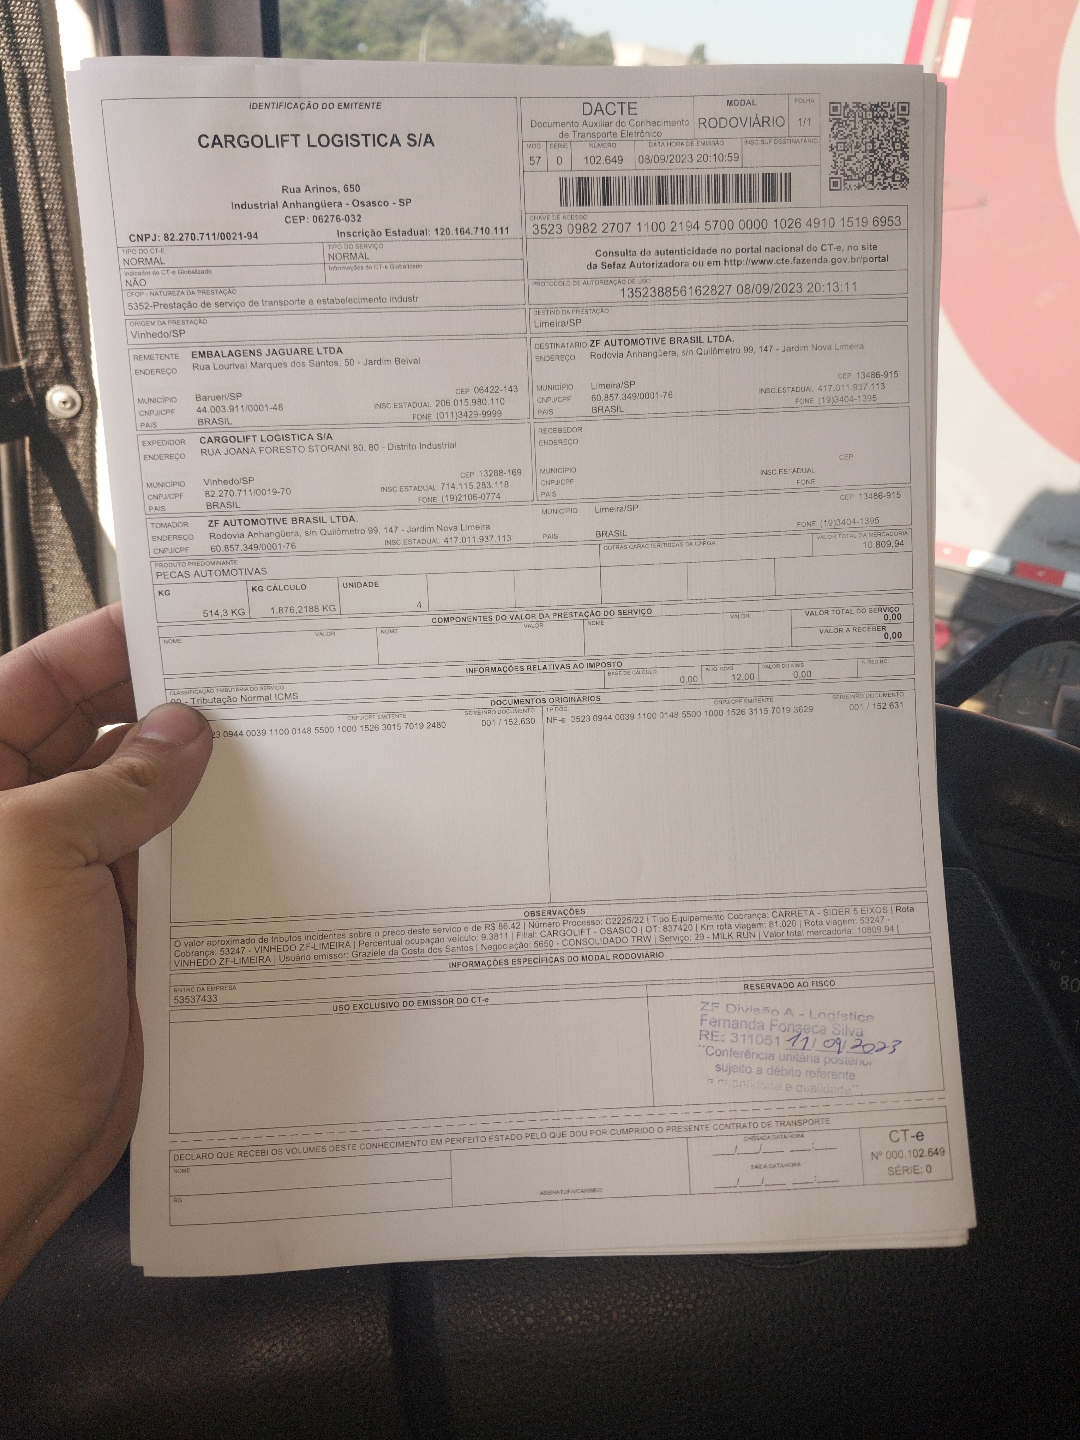 IDENTIFICAÇÃO DO EMITENTE
CARGOLIFT LOGISTICA S/A
Rua Arinos, 650
Industrial Anhangüera - Osasco - SP
CEP: 06276-032
CNPJ: 82.270.711/0021-94 Inscrição Estadual: 120.164.710.111
DACTE
Documento Auxiliar do Conhecimento
de Transporte Eletrônico
MODAL
RODOVIÁRIO
FOLHA
1/1
MOD SÉRIE NÚMERO DATA HORA DE EMISSÃO INSC.SUF DESTINATÁRIO
57 0 102.649 08/09/2023 20:10:59
CHAVE DE ACESSO
3523 0982 2707 1100 2194 5700 0000 1026 4910 1519 6953
Consulta da autenticidade no portal nacional do CT-e, no site
da Sefaz Autorizadora ou em http://www.cte.fazenda.gov.br/portal
PROTOCOLO DE AUTORIZAÇÃO DE USO
135238856162827 08/09/2023 20:13:11
TIPO DO CT-E
NORMAL
TIPO DO SERVIÇO
NORMAL
Indicador do CT-e Globalizado
NÃO
Informações do CT-e Globalizado
CFOP - NATUREZA DA PRESTAÇÃO
5352-Prestação de serviço de transporte a estabelecimento industr
ORIGEM DA PRESTAÇÃO
Vinhedo/SP
DESTINO DA PRESTAÇÃO
Limeira/SP
REMETENTE EMBALAGENS JAGUARE LTDA
ENDEREÇO Rua Lourival Marques dos Santos, 50 - Jardim Belval
CEP 06422-143
MUNICÍPIO Barueri/SP
CNPJ/CPF 44.003.911/0001-48 INSC.ESTADUAL 206.015.980.110
PAIS BRASIL FONE (011)3429-9999
DESTINATÁRIO ZF AUTOMOTIVE BRASIL LTDA.
ENDEREÇO Rodovia Anhangüera, s/n Quilômetro 99, 147 - Jardim Nova Limeira
CEP 13486-915
MUNICÍPIO Limeira/SP
CNPJ/CPF 60.857.349/0001-76 INSC.ESTADUAL 417.011.937.113
PAIS BRASIL FONE (19)3404-1395
EXPEDIDOR CARGOLIFT LOGISTICA S/A
ENDEREÇO RUA JOANA FORESTO STORANI 80, 80 - Distrito Industrial
CEP 13288-169
MUNICÍPIO Vinhedo/SP
CNPJ/CPF 82.270.711/0019-70 INSC.ESTADUAL 714.115.283.118
PAIS BRASIL FONE (19)2106-0774
RECEBEDOR
ENDEREÇO
CEP
MUNICÍPIO
CNPJ/CPF INSC.ESTADUAL
PAIS FONE
TOMADOR ZF AUTOMOTIVE BRASIL LTDA. MUNICÍPIO Limeira/SP CEP 13486-915
ENDEREÇO Rodovia Anhangüera, s/n Quilômetro 99, 147 - Jardim Nova Limeira
CNPJ/CPF 60.857.349/0001-76 INSC.ESTADUAL 417.011.937.113 PAIS BRASIL FONE (19)3404-1395
PRODUTO PREDOMINANTE
PECAS AUTOMOTIVAS
OUTRAS CARACTERÍSTICAS DA CARGA
VALOR TOTAL DA MERCADORIA
10 809,94
KG
514,3 KG
KG CÁLCULO
1.876,2188 KG
UNIDADE
4
COMPONENTES DO VALOR DA PRESTAÇÃO DO SERVIÇO
NOME VALOR NOME VALOR NOME VALOR
VALOR TOTAL DO SERVIÇO
0,00
VALOR A RECEBER
0,00
INFORMAÇÕES RELATIVAS AO IMPOSTO
CLASSIFICAÇÃO TRIBUTÁRIA DO SERVIÇO
- Tributação Normal ICMS
BASE DE CÁLCULO
0,00
ALIQ. ICMS
12,00
VALOR DO ICMS
0,00
% RED.BC
DOCUMENTOS ORIGINÁRIOS
CNPJ/CPF EMITENTE SERIE/NRO DOCUMENTO
23 0944 0039 1100 0148 5500 1000 1526 3015 7019 2480 001 / 152.630
TP DOC CNPJ/CPF EMITENTE SERIE/NRO DOCUMENTO
NF-e 3523 0944 0039 1100 0148 5500 1000 1526 3115 7019 3629 001 / 152.631
OBSERVAÇÕES
O valor aproximado de tributos incidentes sobre o preço deste serviço e de R$ 86.42 | Número Processo: C2225/22 | Tipo Equipamento Cobrança: CARRETA - SIDER 5 EIXOS | Rota
Cobrança: 53247 - VINHEDO ZF-LIMEIRA | Percentual ocupação veículo: 9.3811 | Filial: CARGOLIFT - OSASCO | OT: 837420 | Km rota viagem: 81.020 | Rota viagem: 53247 -
VINHEDO ZF-LIMEIRA | Usuário emissor: Graziele da Costa dos Santos | Negociação: 5650 - CONSOLIDADO TRW | Serviço: 29 - MILK RUN | Valor total mercadoria: 10809.94 |
INFORMAÇÕES ESPECÍFICAS DO MODAL RODOVIÁRIO
RNTRC DA EMPRESA
53537433
USO EXCLUSIVO DO EMISSOR DO CT-e
RESERVADO AO FISCO
ZF Divisão A - Logística
Fernanda Fonseca Silva
RE: 311051 11/09/2023
"Conferência unitária posterior,
sujeito a débito referente
a quantidade e qualidade"
DECLARO QUE RECEBI OS VOLUMES DESTE CONHECIMENTO EM PERFEITO ESTADO PELO QUE DOU POR CUMPRIDO O PRESENTE CONTRATO DE TRANSPORTE
NOME
RG
ASSINATURA/CARIMBO
CHEGADA DATA/HORA
SAÍDA DATA/HORA
CT-e
Nº 000.102.649
SÉRIE: 0
80